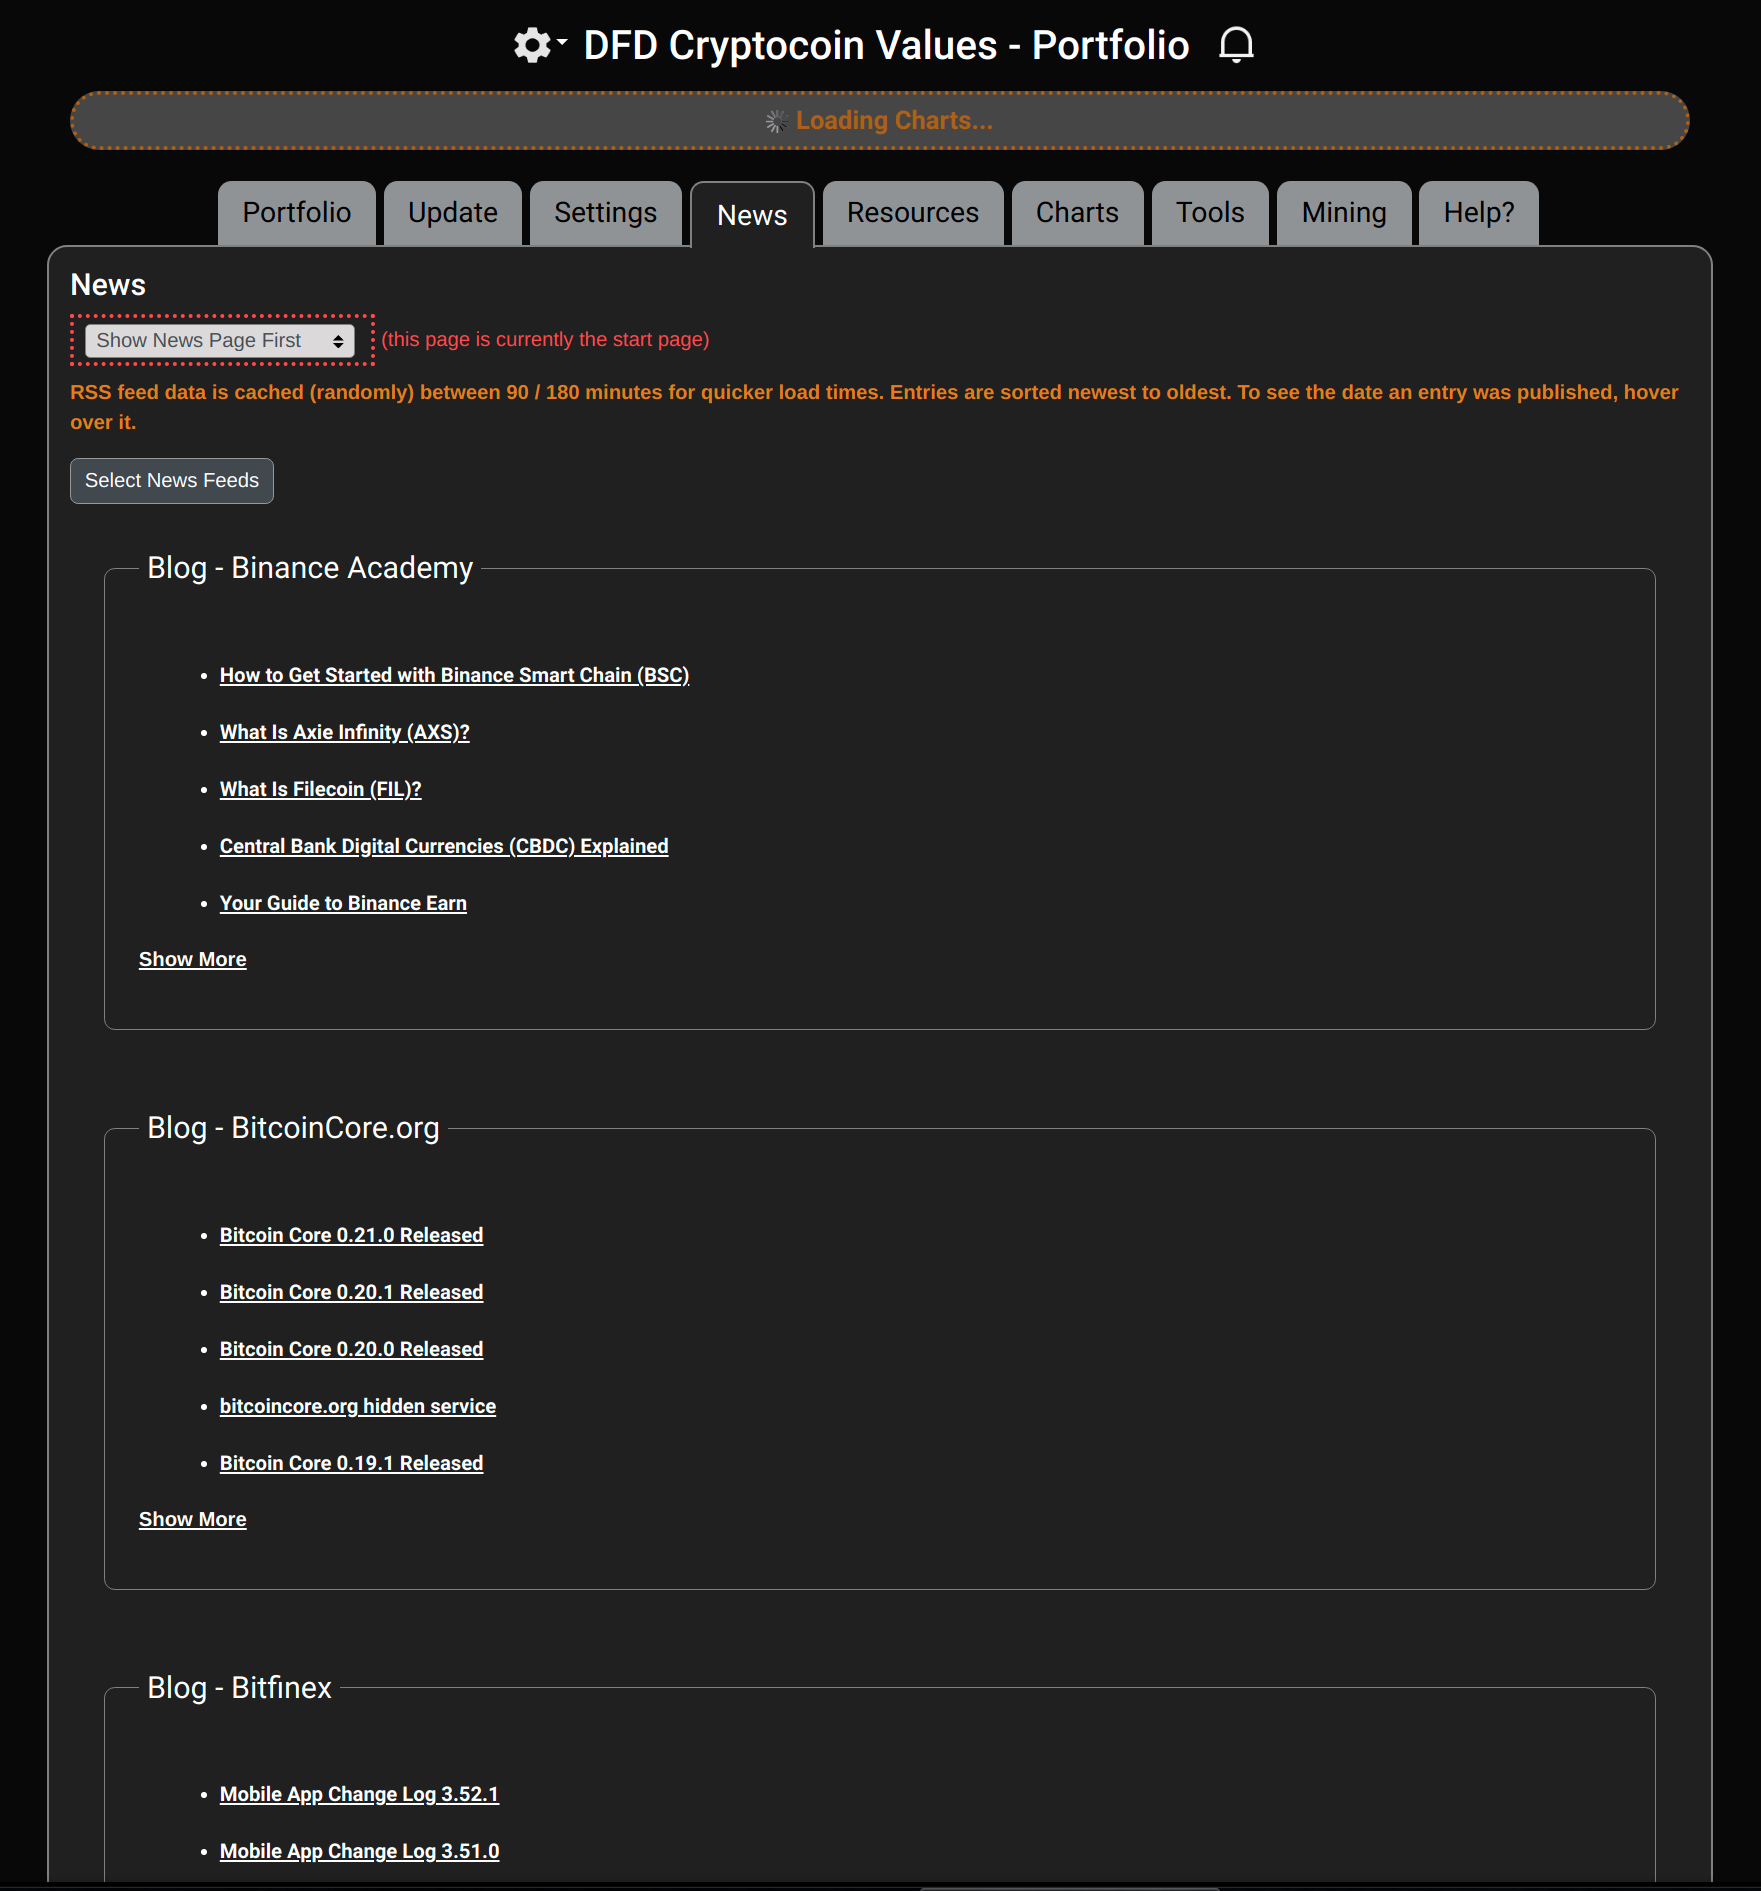 DFD Cryptocoin Values - Portfolio
Loading Charts...
Portfolio Update Settings News Resources Charts Tools Mining Help?
News
Show News Page First (this page is currently the start page)
RSS feed data is cached (randomly) between 90 / 180 minutes for quicker load times. Entries are sorted newest to oldest. To see the date an entry was published, hover
over it.
Select News Feeds
Blog - Binance Academy
How to Get Started with Binance Smart Chain (BSC)
What Is Axie Infinity (AXS)?
What Is Filecoin (FIL)?
Central Bank Digital Currencies (CBDC) Explained
Your Guide to Binance Earn
Show More
Blog - BitcoinCore.org
Bitcoin Core 0.21.0 Released
Bitcoin Core 0.20.1 Released
Bitcoin Core 0.20.0 Released
bitcoincore.org hidden service
Bitcoin Core 0.19.1 Released
Show More
Blog - Bitfinex
Mobile App Change Log 3.52.1
Mobile App Change Log 3.51.0